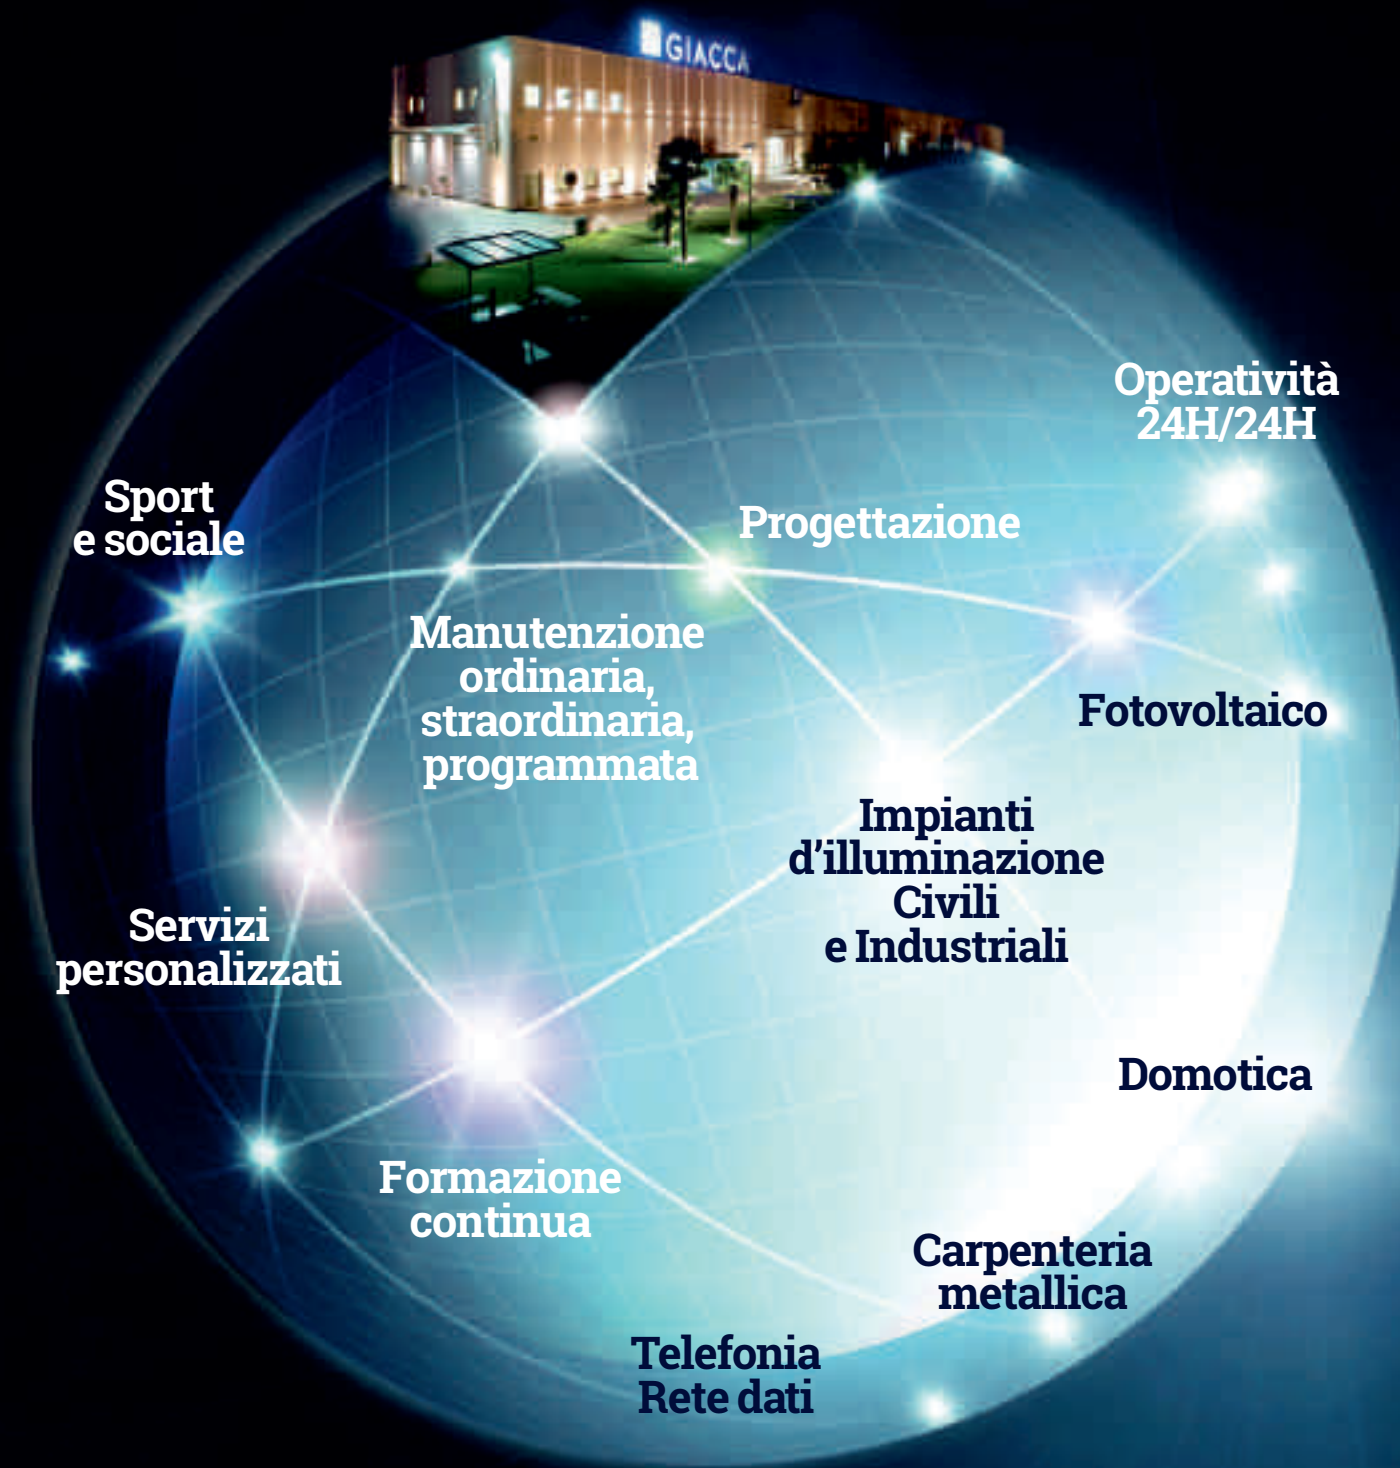 GIACCA
Operatività
24H/24H
Sport
e sociale
Progettazione
Manutenzione
ordinaria,
straordinaria,
programmata
Fotovoltaico
Impianti
d’illuminazione
Civili
e Industriali
Servizi
personalizzati
Domotica
Formazione
continua
Carpenteria
metallica
Telefonia
Rete dati